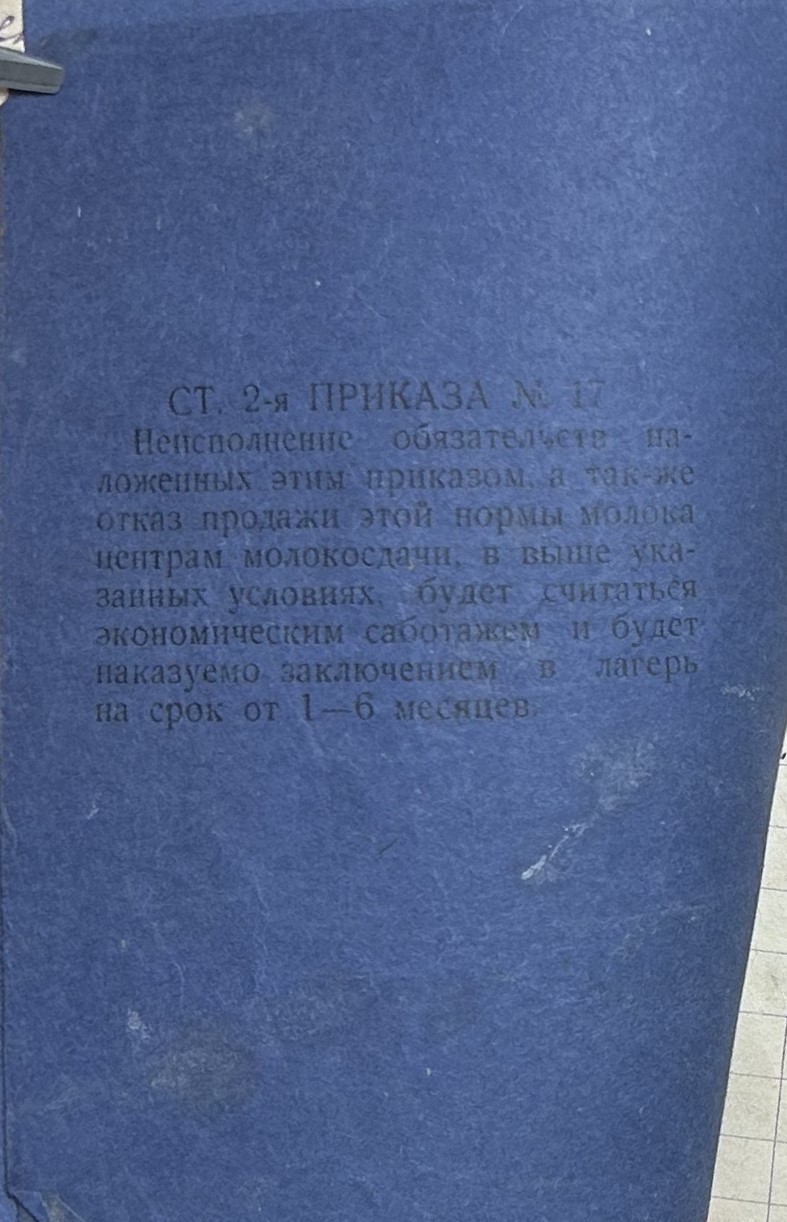 СТ. 2-я ПРИКАЗА № 17
Неисполнение обязателчств на-
ложенных этим приказом, а так-же
отказ продажи этой нормы молока
центрам молокосдачи, в выше ука-
занных условиях, будет считаться
экономическим саботажем и будет
наказуемо заключением в лагерь
на срок от 1—6 месяцев.